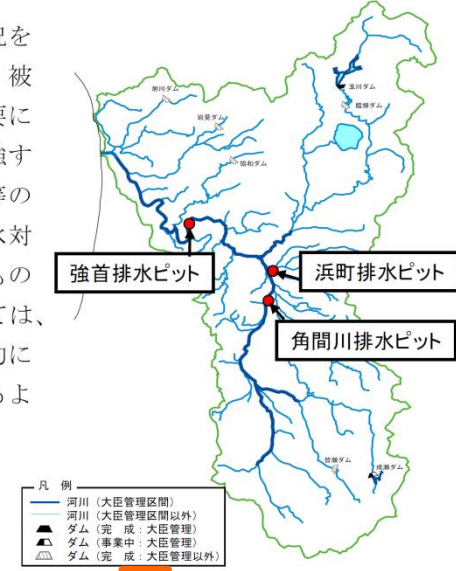 況を
被
要に
強す
等の
水対
もの
ては、
的に
るよ
旭川ダム
岩見ダム
協和ダム
玉川ダム
鎧畑ダム
強首排水ピット
浜町排水ピット
角間川排水ピット
皆瀬ダム
成瀬ダム
凡 例
河川（大臣管理区間）
河川（大臣管理区間以外）
ダム（完 成：大臣管理）
ダム（事業中：大臣管理）
ダム（完 成：大臣管理以外）